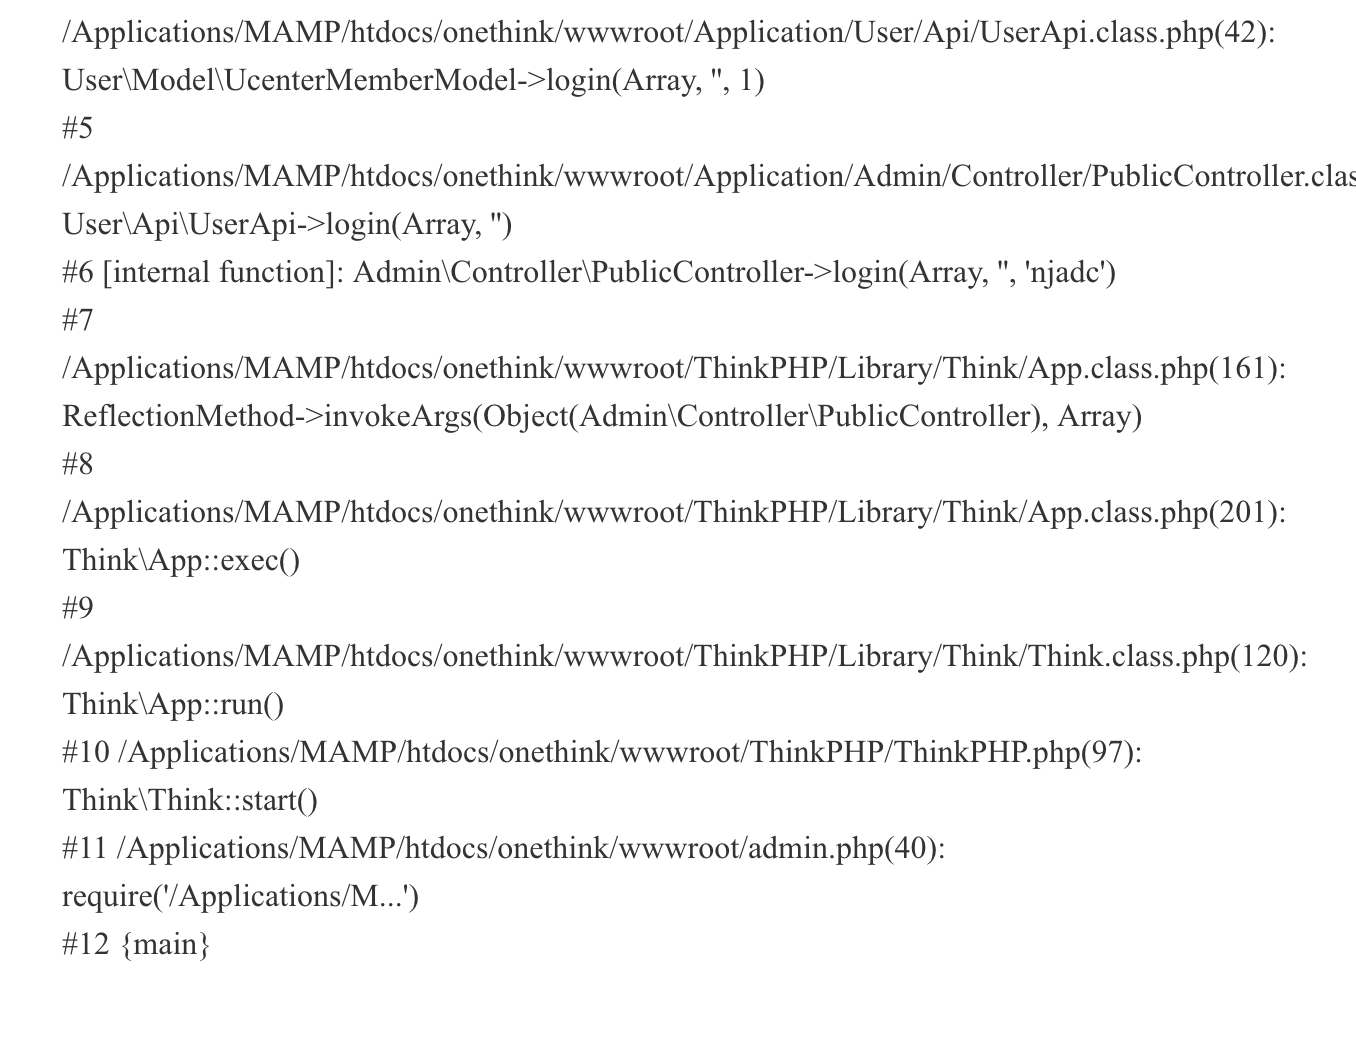 /Applications/MAMP/htdocs/onethink/wwwroot/Application/User/Api/UserApi.class.php(42):
User\Model\UcenterMemberModel->login(Array, '', 1)
#5
/Applications/MAMP/htdocs/onethink/wwwroot/Application/Admin/Controller/PublicController.clas
User\Api\UserApi->login(Array, '')
#6 [internal function]: Admin\Controller\PublicController->login(Array, '', 'njadc')
#7
/Applications/MAMP/htdocs/onethink/wwwroot/ThinkPHP/Library/Think/App.class.php(161):
ReflectionMethod->invokeArgs(Object(Admin\Controller\PublicController), Array)
#8
/Applications/MAMP/htdocs/onethink/wwwroot/ThinkPHP/Library/Think/App.class.php(201):
Think\App::exec()
#9
/Applications/MAMP/htdocs/onethink/wwwroot/ThinkPHP/Library/Think/Think.class.php(120):
Think\App::run()
#10 /Applications/MAMP/htdocs/onethink/wwwroot/ThinkPHP/ThinkPHP.php(97):
Think\Think::start()
#11 /Applications/MAMP/htdocs/onethink/wwwroot/admin.php(40):
require('/Applications/M...')
#12 {main}